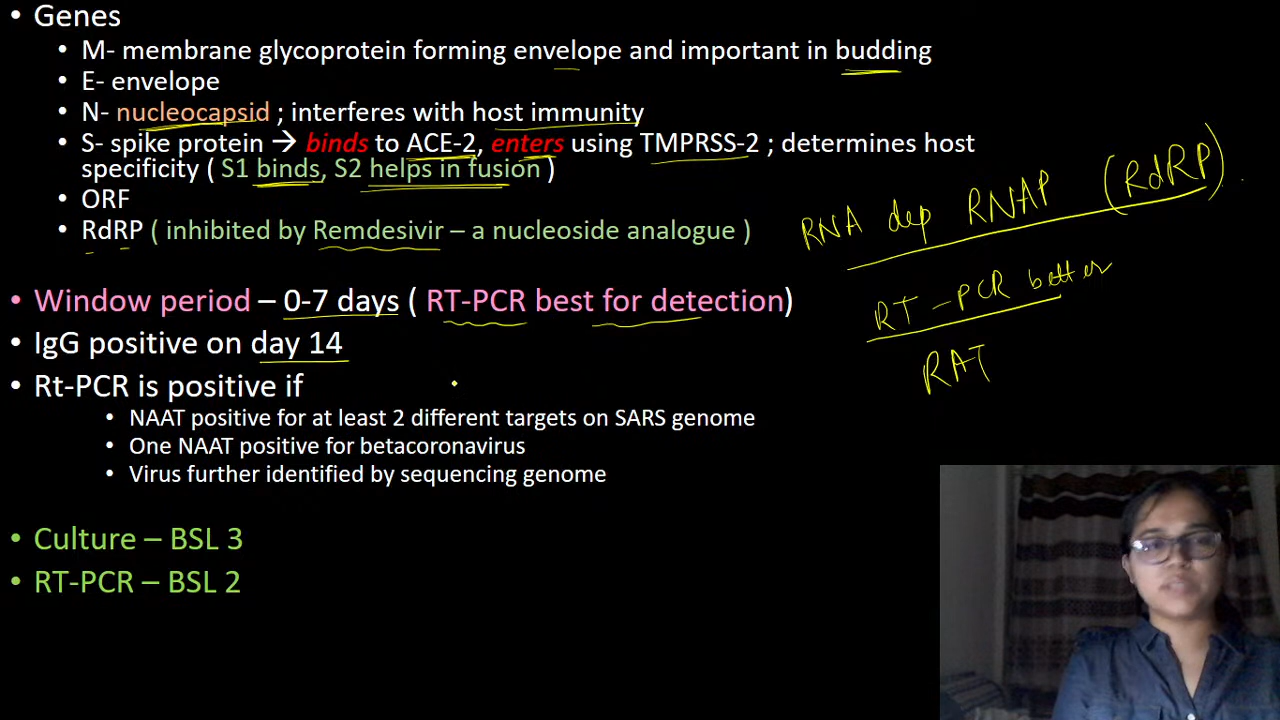 • Genes
• M- membrane glycoprotein forming envelope and important in budding
• E- envelope
• N- nucleocapsid ; interferes with host immunity
• S- spike protein → binds to ACE-2, enters using TMPRSS-2 ; determines host
specificity ( S1 binds, S2 helps in fusion )
• ORF
• RdRP ( inhibited by Remdesivir – a nucleoside analogue )
RNA dep RNAP (RdRP)
• Window period – 0-7 days ( RT-PCR best for detection)
RT-PCR better
• IgG positive on day 14
RAT
• Rt-PCR is positive if
• NAAT positive for at least 2 different targets on SARS genome
• One NAAT positive for betacoronavirus
• Virus further identified by sequencing genome
• Culture – BSL 3
• RT-PCR – BSL 2